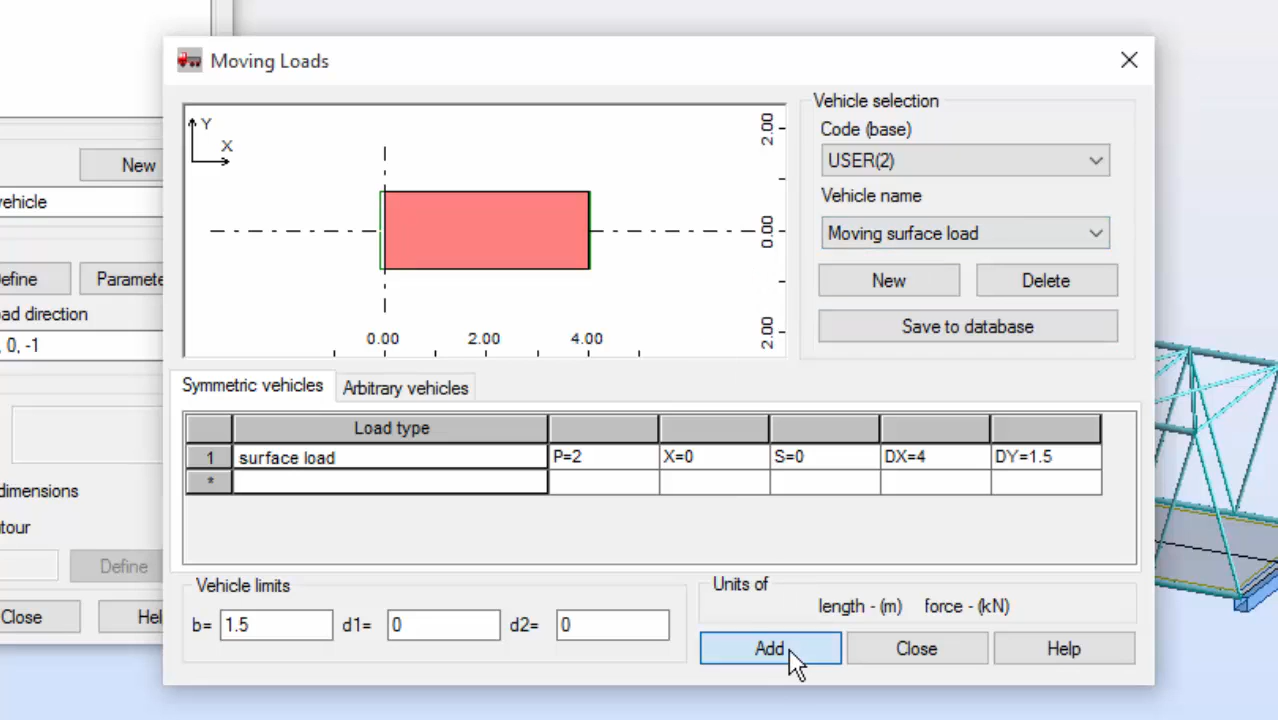 Moving Loads
Y
X
2.00
0.00
2.00
0.00 2.00 4.00
Vehicle selection
Code (base)
USER(2)
Vehicle name
Moving surface load
New Delete
Save to database
Symmetric vehicles Arbitrary vehicles
Load type
1 surface load P=2 X=0 S=0 DX=4 DY=1.5
*
Vehicle limits
b= 1.5 d1= 0 d2= 0
Units of
length - (m) force - (kN)
Add Close Help
New
vehicle
efine Paramete
ad direction
, 0, -1
dimensions
tour
Define
Close Hel